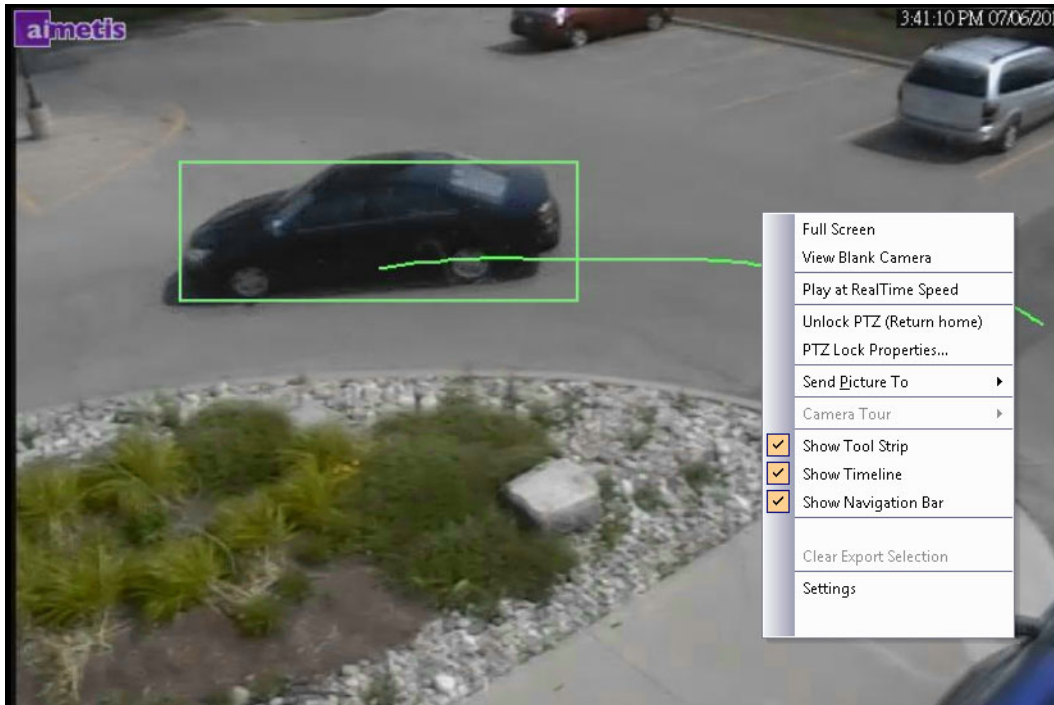 aimetis
3:41:10 PM 07/06/201
Full Screen
View Blank Camera
Play at RealTime Speed
Unlock PTZ (Return home)
PTZ Lock Properties...
Send Picture To
Camera Tour
Show Tool Strip
Show Timeline
Show Navigation Bar
Clear Export Selection
Settings